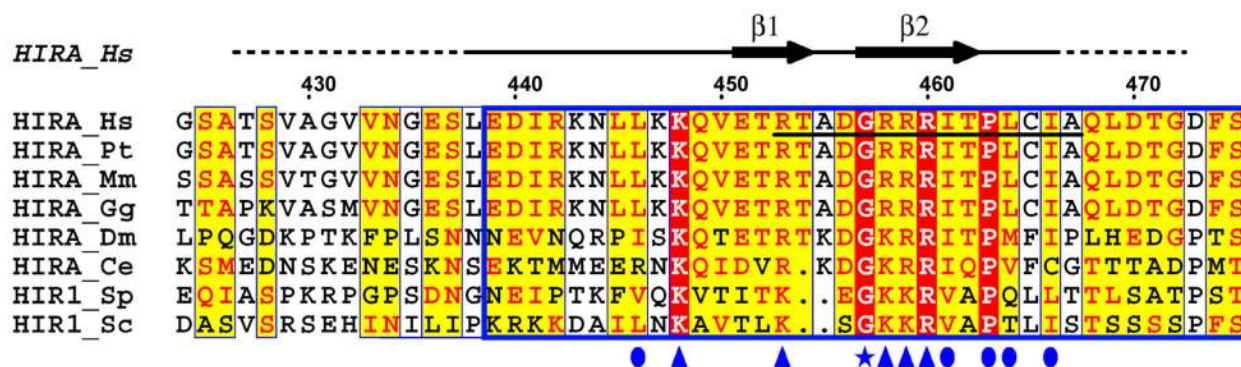 β1 β2
HIRA_Hs
430 440 450 460 470
HIRA_Hs GSATSVAGVVNGESLEDIRKNLLKKQVETRTADGRRRITPLCIAQLDTGDFS
HIRA_Pt GSATSVAGVVNGESLEDIRKNLLKKQVETRTADGRRRITPLCIAQLDTGDFS
HIRA_Mm SSASSVTGVVNGESLEDIRKNLLKKQVETRTADGRRRITPLCIAQLDTGDFS
HIRA_Gg TTAPKVASMVNGESLEDIRKNLLKKQVETRTADGRRRITPLCIAQLDTGDFS
HIRA_Dm LPQGDKPTKFPLSNNNEVNQRPISKQTETRTKDGKRRITPMFIPLHEDGPTS
HIRA_Ce KSMEDNSKENESKNSEKTMMEERNKQIDVR.KDGKRRIQPVFCGTTTADPMT
HIR1_Sp EQIASPKRPGPSDNGNEIPTKFVQKVTITK..EGKKRVAPQLLTTLSATPST
HIR1_Sc DASVSRSEHINILIPKRKKDAILNKAVTLK..SGKKRVAPTLISTSSSSPFS